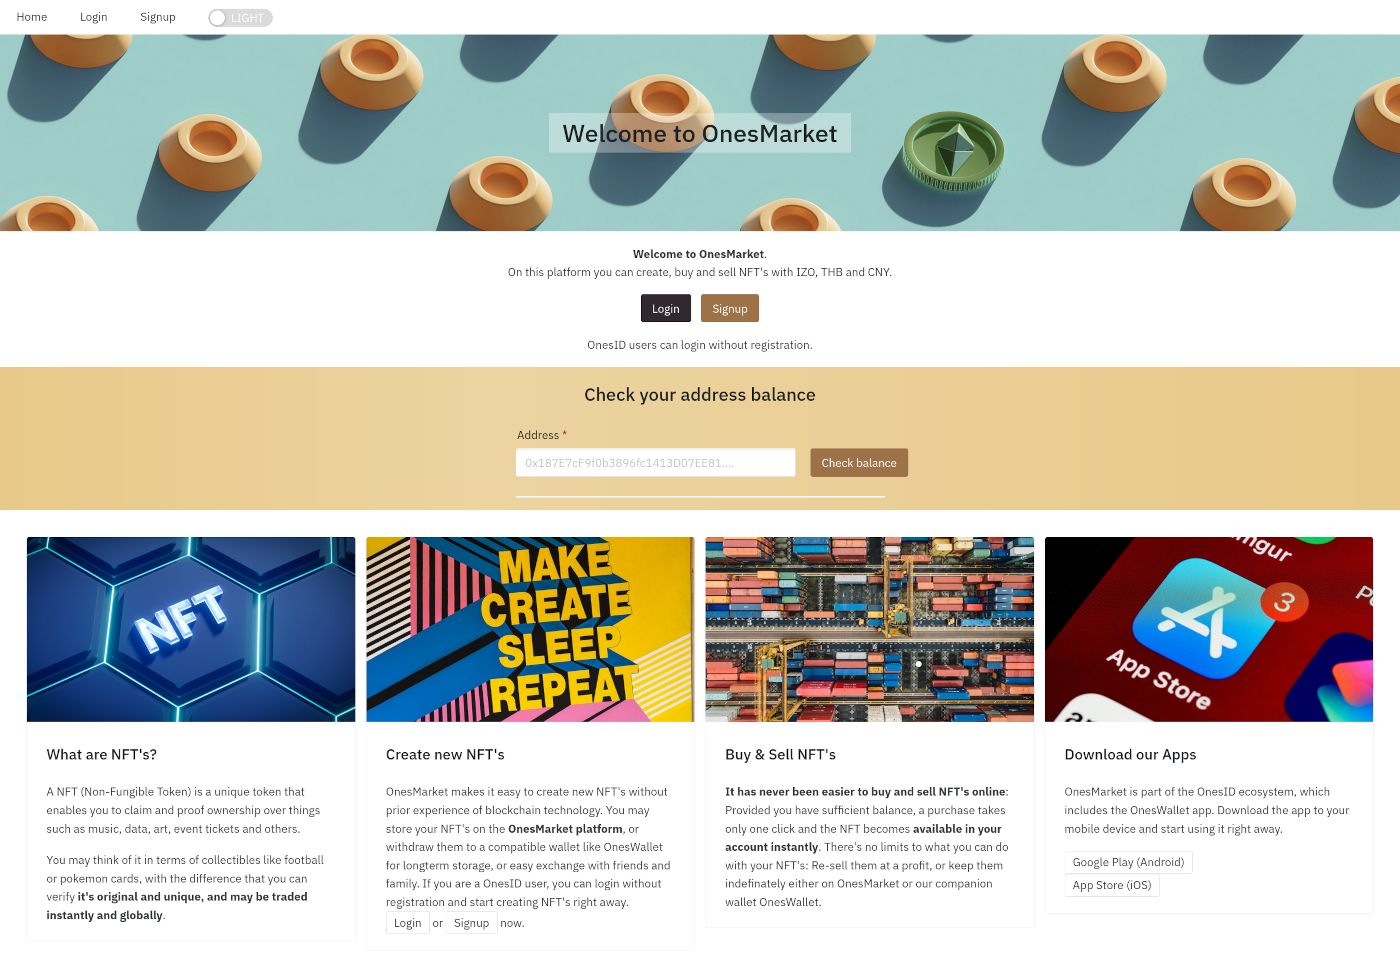 Home Login Signup LIGHT
Welcome to OnesMarket
Welcome to OnesMarket.
On this platform you can create, buy and sell NFT's with IZO, THB and CNY.
Login Signup
OnesID users can login without registration.
Check your address balance
Address *
0x187E7cF9f0b3896fc1413D07EE81.... Check balance
NFT
What are NFT's?
A NFT (Non-Fungible Token) is a unique token that
enables you to claim and proof ownership over things
such as music, data, art, event tickets and others.
You may think of it in terms of collectibles like football
or pokemon cards, with the difference that you can
verify it's original and unique, and may be traded
instantly and globally.
MAKE
CREATE
SLEEP
REPEAT
Create new NFT's
OnesMarket makes it easy to create new NFT's without
prior experience of blockchain technology. You may
store your NFT's on the OnesMarket platform, or
withdraw them to a compatible wallet like OnesWallet
for longterm storage, or easy exchange with friends and
family. If you are a OnesID user, you can login without
registration and start creating NFT's right away.
Login or Signup now.
Buy & Sell NFT's
It has never been easier to buy and sell NFT's online:
Provided you have sufficient balance, a purchase takes
only one click and the NFT becomes available in your
account instantly. There's no limits to what you can do
with your NFT's: Re-sell them at a profit, or keep them
indefinately either on OnesMarket or our companion
wallet OnesWallet.
3
App Store
Download our Apps
OnesMarket is part of the OnesID ecosystem, which
includes the OnesWallet app. Download the app to your
mobile device and start using it right away.
Google Play (Android)
App Store (iOS)